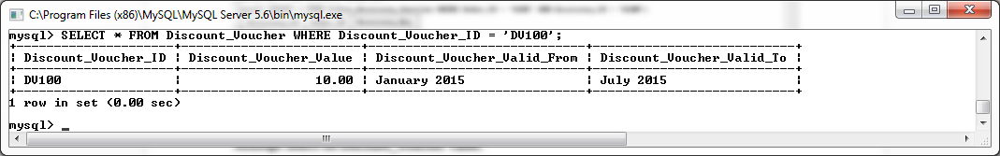 C:\Program Files (x86)\MySQL\MySQL Server 5.6\bin\mysql.exe
mysql> SELECT * FROM Discount_Voucher WHERE Discount_Voucher_ID = 'DV100';
+---------------------+------------------------+-----------------------------+---------------------------+
| Discount_Voucher_ID | Discount_Voucher_Value | Discount_Voucher_Valid_From | Discount_Voucher_Valid_To |
+---------------------+------------------------+-----------------------------+---------------------------+
| DV100               |                  10.00 | January 2015                | July 2015                 |
+---------------------+------------------------+-----------------------------+---------------------------+
1 row in set (0.00 sec)
mysql> _